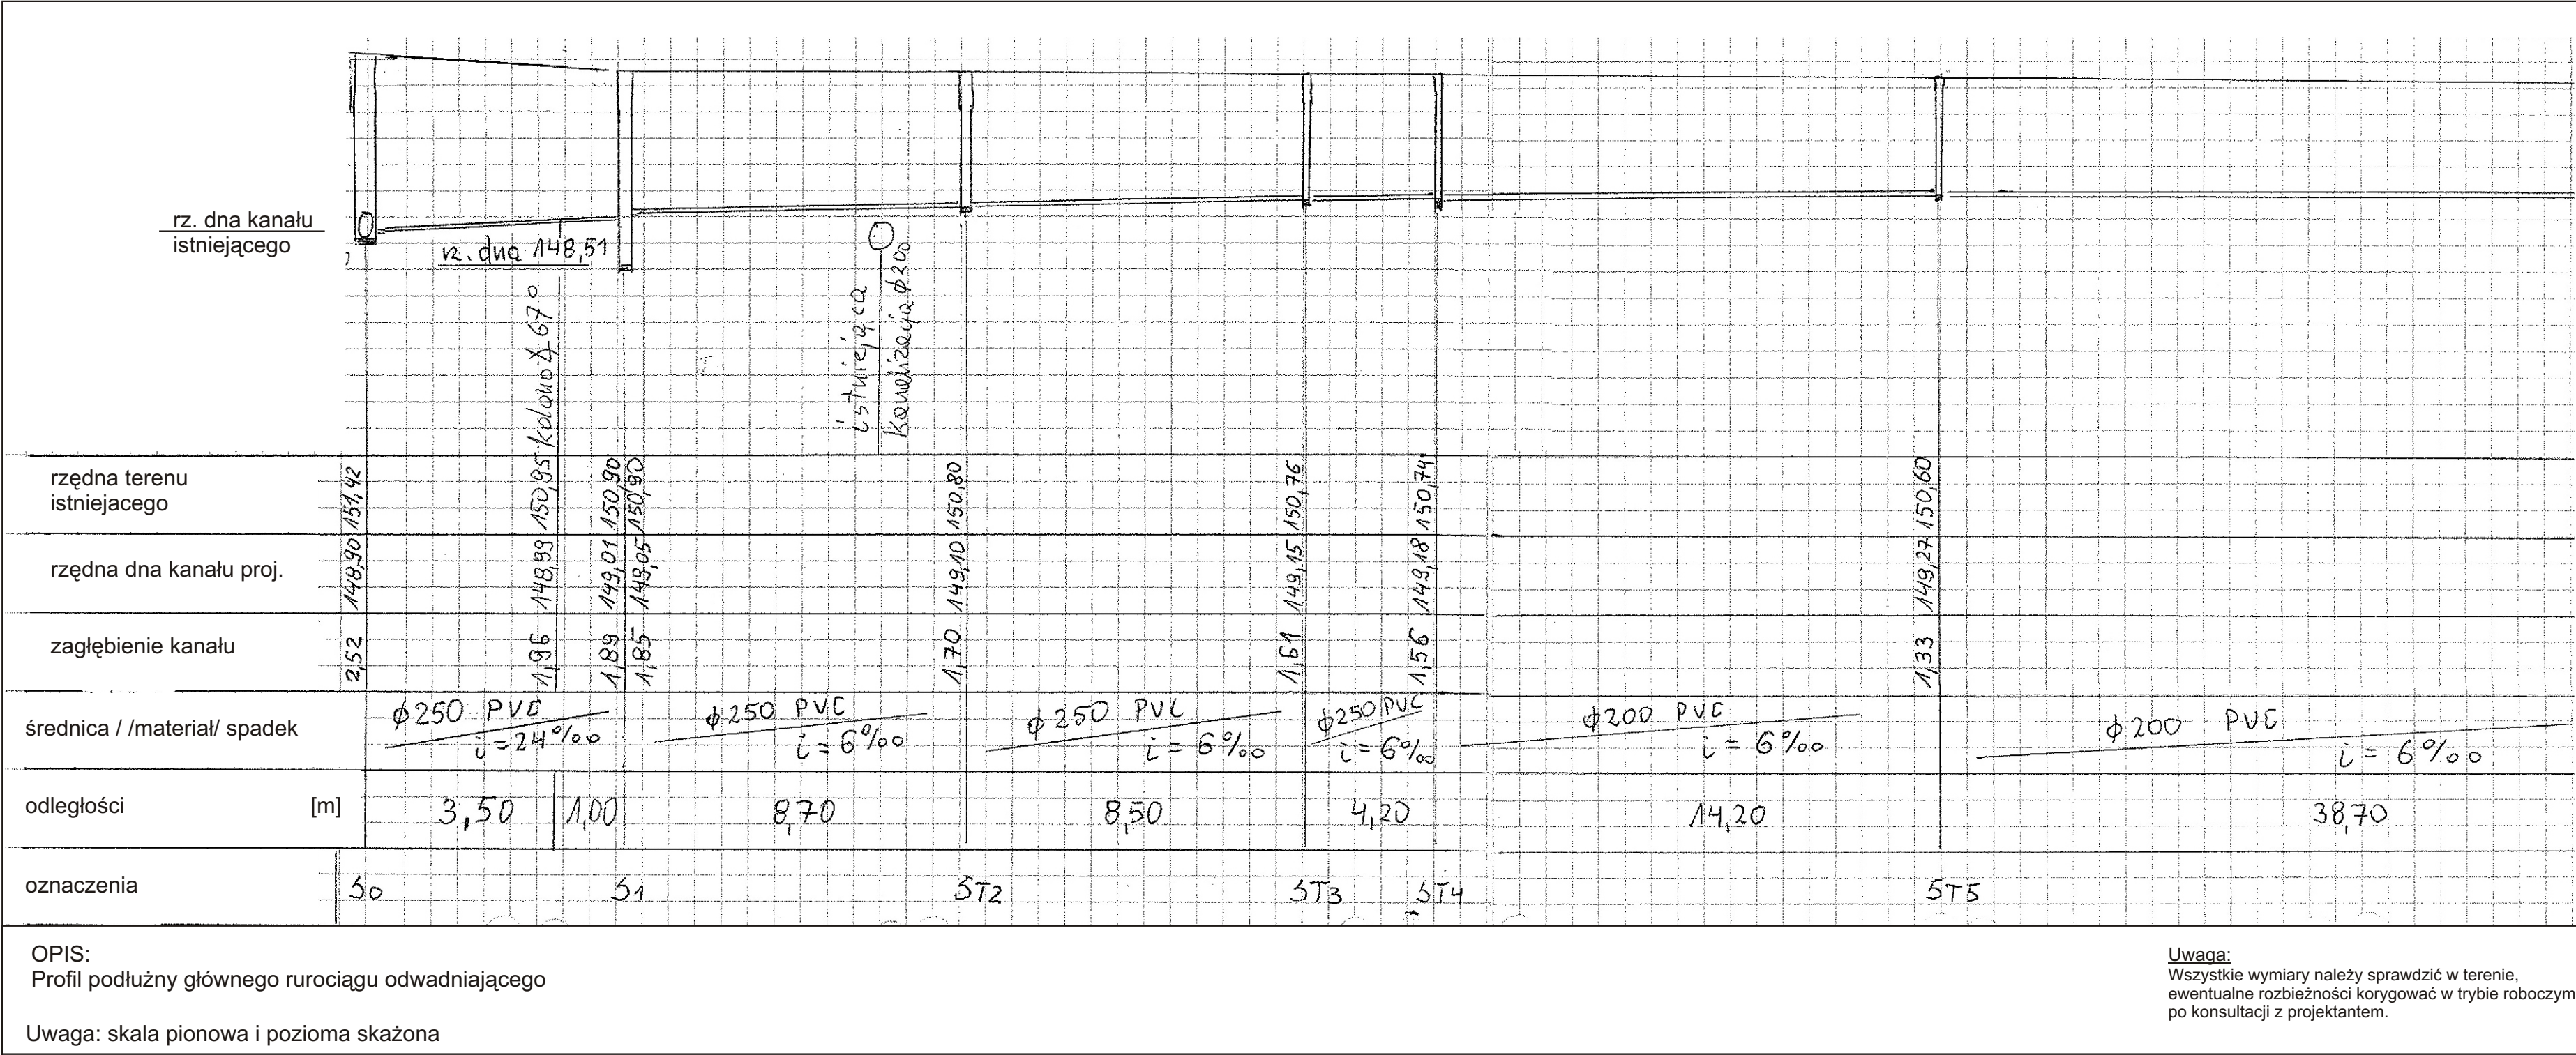 rz. dna kanału
istniejącego
rz. dna 148,51
kolano ∡ 67°
istniejąca
kanalizacja ϕ200
rzędna terenu
istniejacego
151,42 150,95 150,90 150,90 150,80 150,76 150,74 150,60
rzędna dna kanału proj.
148,90 148,99 149,01 149,05 149,10 149,15 149,18 149,27
zagłębienie kanału
2,52 1,96 1,89 1,85 1,70 1,61 1,56 1,33
średnica / /materiał/ spadek
ϕ250 PVC ϕ250 PVC ϕ250 PVC ϕ250 PVC ϕ200 PVC ϕ200 PVC
i=24‰ i=6‰ i=6‰ i=6‰ i=6‰ i=6‰
odległości [m] 3,50 1,00 8,70 8,50 4,20 14,20 38,70
oznaczenia S0 S1 ST2 ST3 ST4 ST5
OPIS:
Profil podłużny głównego rurociągu odwadniającego
Uwaga: skala pionowa i pozioma skażona
Uwaga:
Wszystkie wymiary należy sprawdzić w terenie,
ewentualne rozbieżności korygować w trybie roboczym
po konsultacji z projektantem.